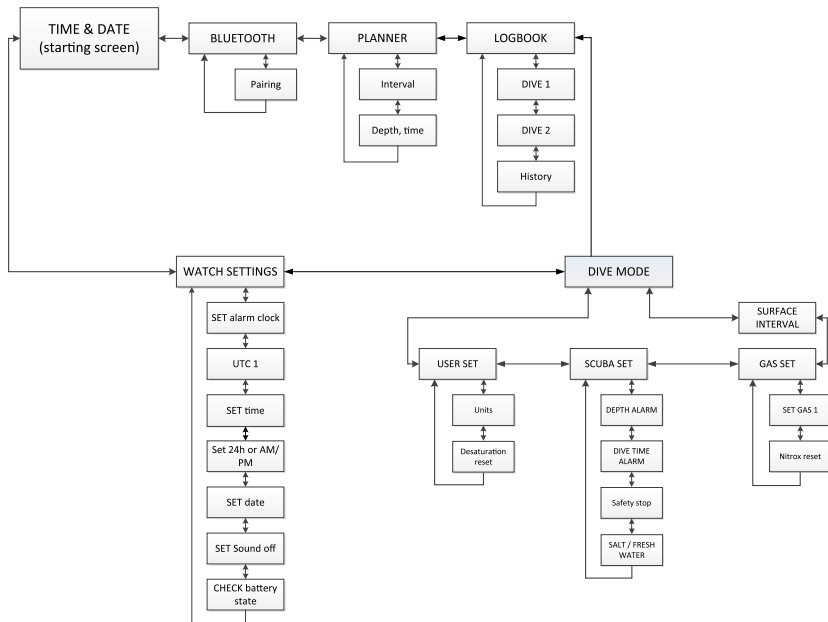 TIME & DATE
(starting screen)
BLUETOOTH
PLANNER
LOGBOOK
Pairing
Interval
DIVE 1
Depth, time
DIVE 2
History
WATCH SETTINGS
DIVE MODE
SET alarm clock
SURFACE
INTERVAL
UTC 1
USER SET
SCUBA SET
GAS SET
SET time
Units
DEPTH ALARM
SET GAS 1
Set 24h or AM/
PM
Desaturation
reset
DIVE TIME
ALARM
Nitrox reset
SET date
Safety stop
SET Sound off
SALT / FRESH
WATER
CHECK battery
state